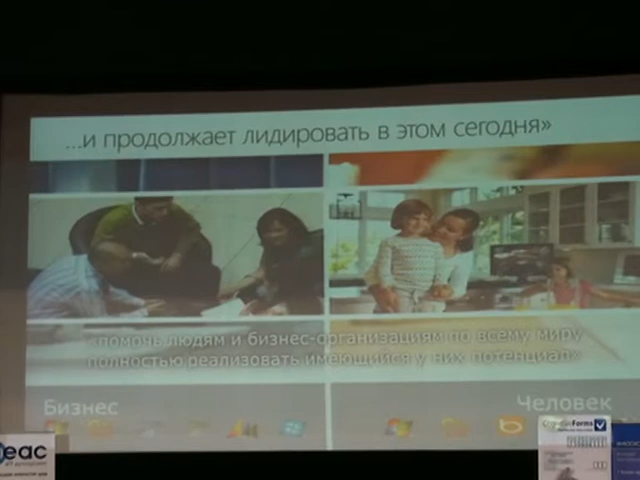 ...и продолжает лидировать в этом сегодня»
«помочь людям и бизнес-организациям по всему миру
полностью реализовать имеющийся у них потенциал»
Бизнес
Человек
eac
Forms